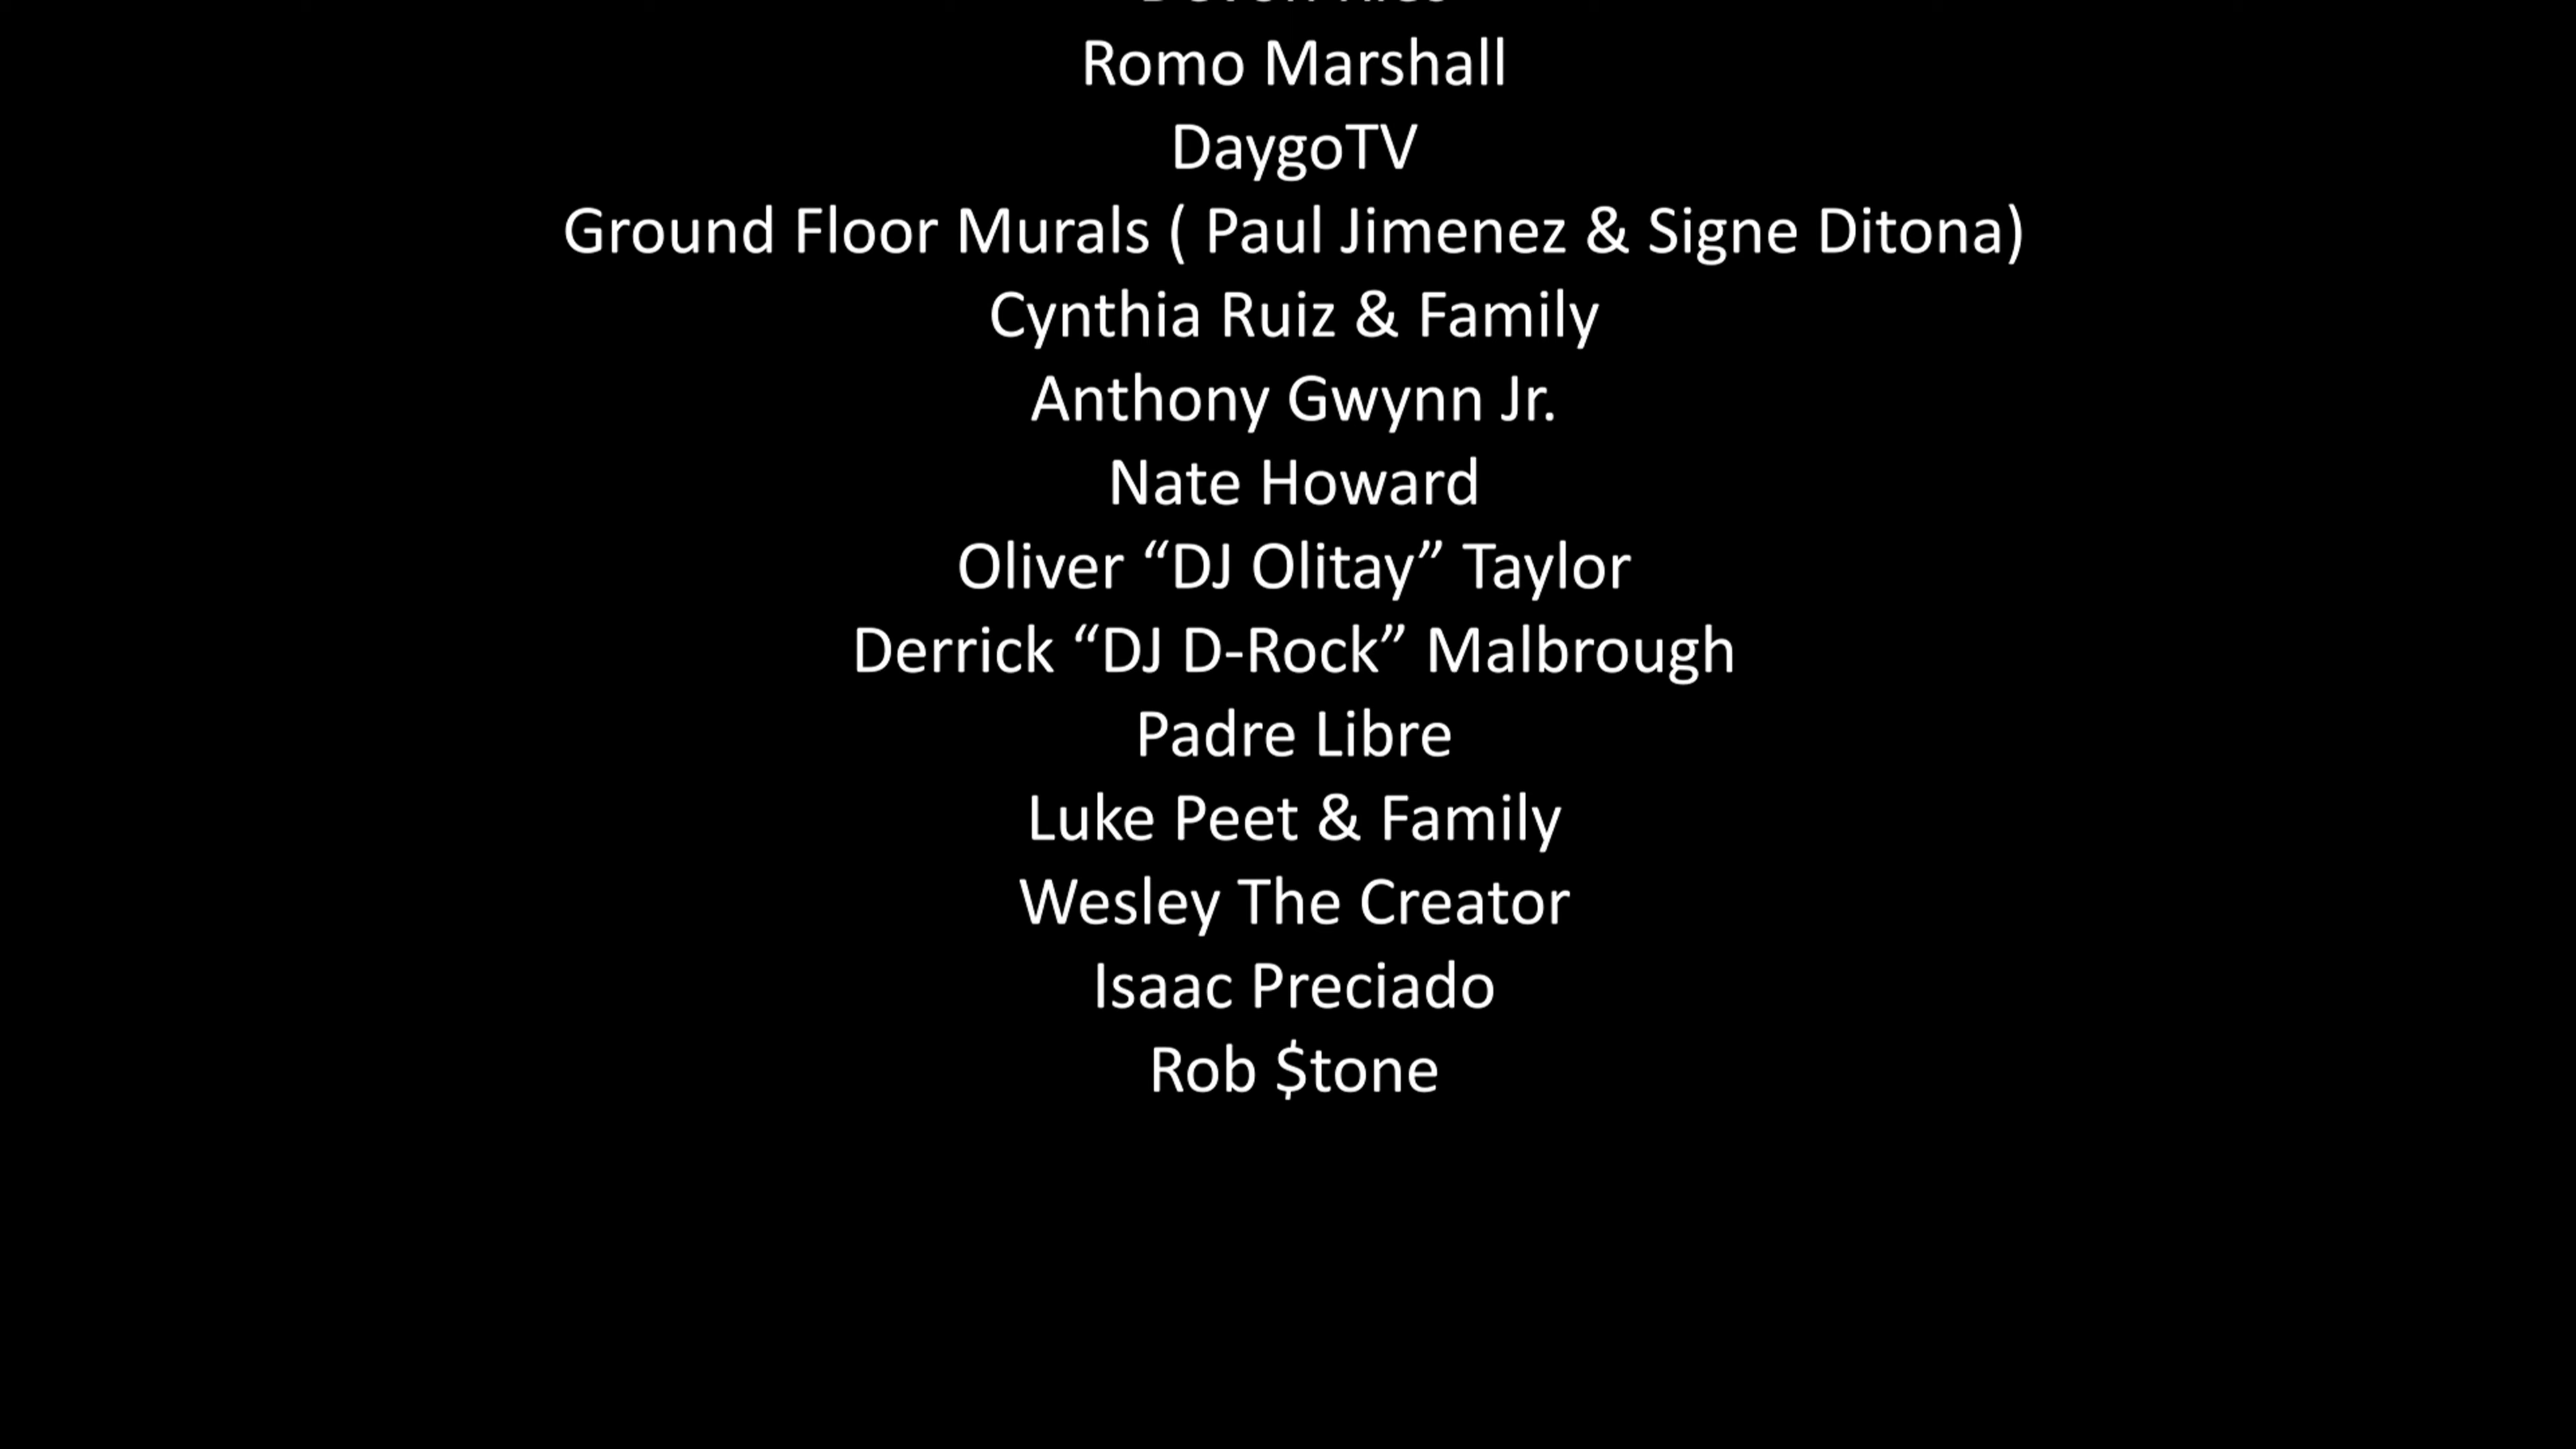 Romo Marshall
DaygoTV
Ground Floor Murals ( Paul Jimenez & Signe Ditona)
Cynthia Ruiz & Family
Anthony Gwynn Jr.
Nate Howard
Oliver “DJ Olitay” Taylor
Derrick “DJ D-Rock” Malbrough
Padre Libre
Luke Peet & Family
Wesley The Creator
Isaac Preciado
Rob $tone